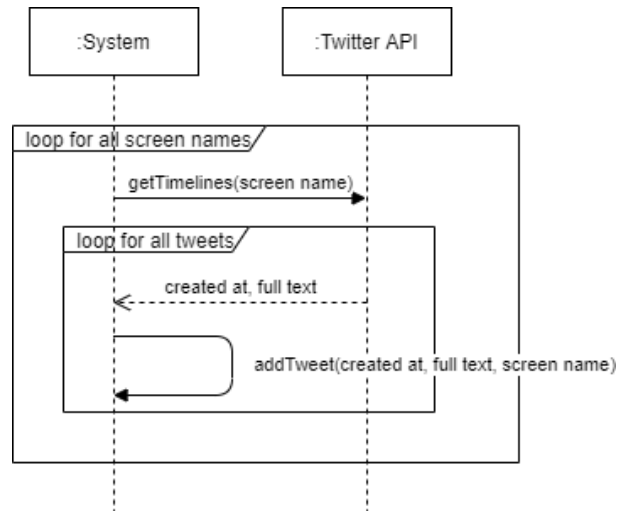 :System
:Twitter API
loop for all screen names
getTimelines(screen name)
loop for all tweets
created at, full text
addTweet(created at, full text, screen name)